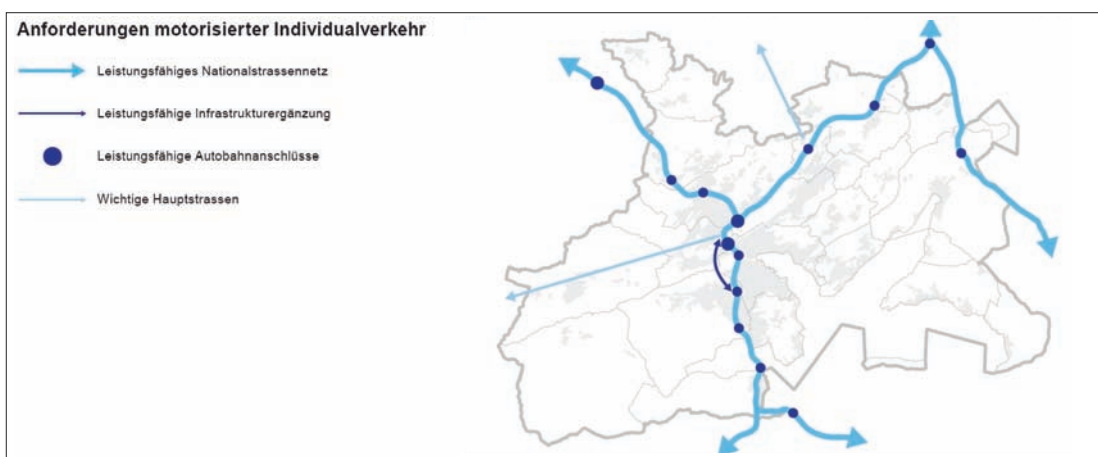 Anforderungen motorisierter Individualverkehr
Leistungsfähiges Nationalstrassennetz
Leistungsfähige Infrastrukturergänzung
Leistungsfähige Autobahnanschlüsse
Wichtige Hauptstrassen